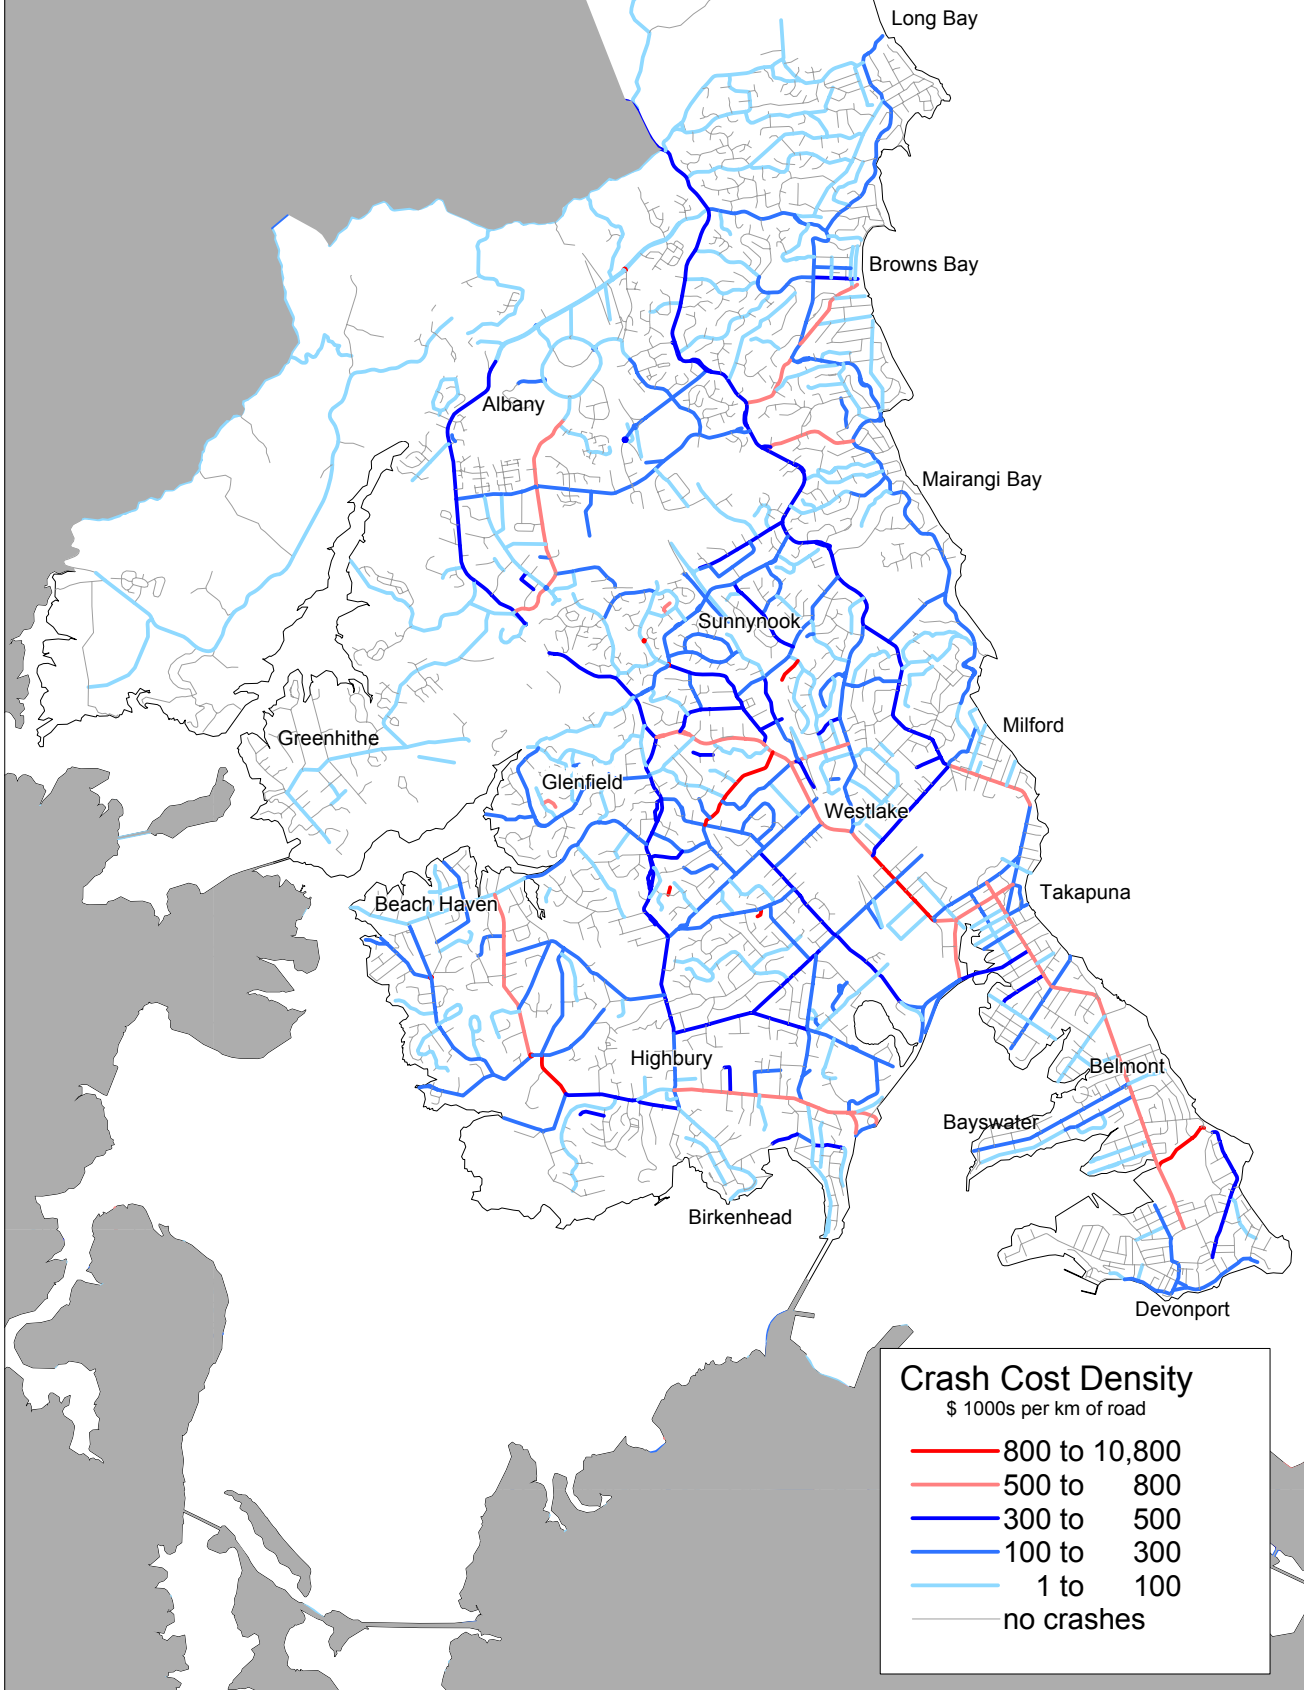 Long Bay
Browns Bay
Albany
Mairangi Bay
Sunnynook
Milford
Greenhithe
Glenfield
Westlake
Takapuna
Beach Haven
Highbury
Belmont
Bayswater
Birkenhead
Devonport
Crash Cost Density
$ 1000s per km of road
800 to 10,800
500 to 800
300 to 500
100 to 300
1 to 100
no crashes